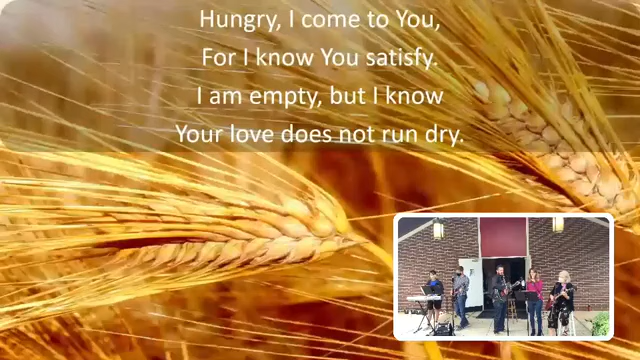 Hungry, I come to You,
For I know You satisfy.
I am empty, but I know
Your love does not run dry.